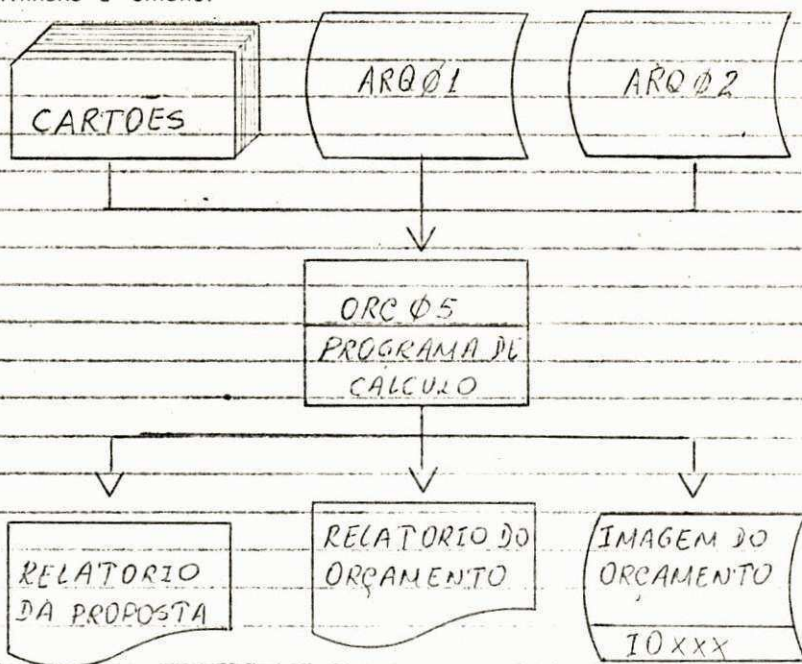 CARTOES
ARQØ1
ARQØ2
ORCØ5
PROGRAMA DE
CALCULO
RELATORIO
DA PROPOSTA
RELATORIO DO
ORÇAMENTO
IMAGEM DO
ORÇAMENTO
IOXXX